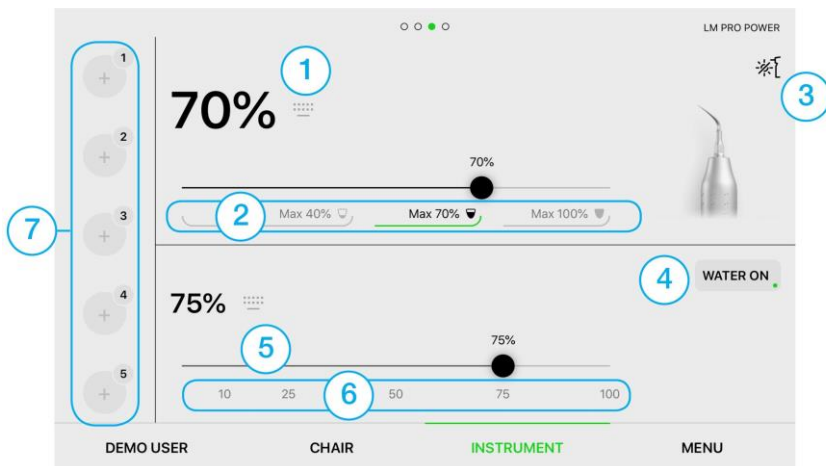 LM PRO POWER
1
2
3
4
5
7
1
70%
3
70%
2
Max 40%
Max 70%
Max 100%
4
WATER ON
75%
5
75%
10
25
6
50
75
100
DEMO USER
CHAIR
INSTRUMENT
MENU